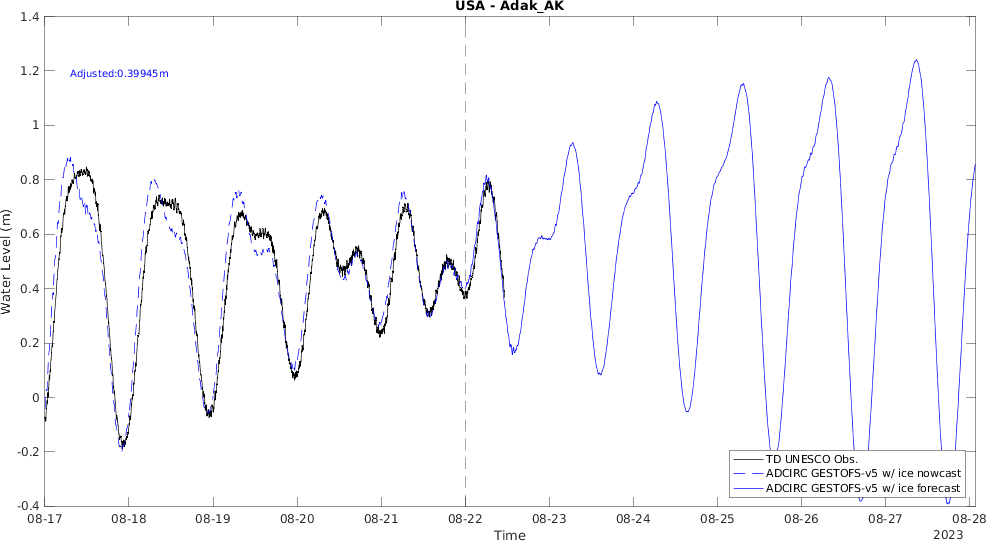 USA - Adak_AK
Adjusted:0.39945m
Water Level (m)
1.4
1.2
1
0.8
0.6
0.4
0.2
0
-0.2
-0.4
TD UNESCO Obs.
ADCIRC GESTOFS-v5 w/ ice nowcast
ADCIRC GESTOFS-v5 w/ ice forecast
08-17 08-18 08-19 08-20 08-21 08-22 08-23 08-24 08-25 08-26 08-27 08-28
Time
2023